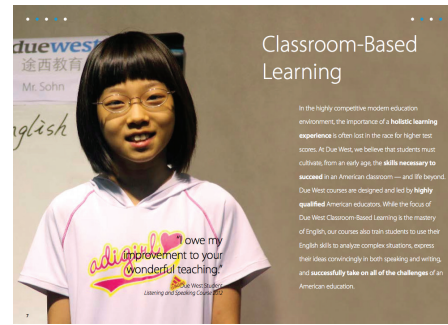 duewest
途西教育
Mr. Sohn
nglish
adigirl
"I owe my
improvement to your
wonderful teaching."
Due West Student
Listening and Speaking Course 2012
7
Classroom-Based
Learning
In the highly competitive modern education
environment, the importance of a holistic learning
experience is often lost in the race for higher test
scores. At Due West, we believe that students must
cultivate, from an early age, the skills necessary to
succeed in an American classroom — and life beyond.
Due West courses are designed and led by highly
qualified American educators. While the focus of
Due West Classroom-Based Learning is the mastery
of English, our courses also train students to use their
English skills to analyze complex situations, express
their ideas convincingly in both speaking and writing,
and successfully take on all of the challenges of an
American education.